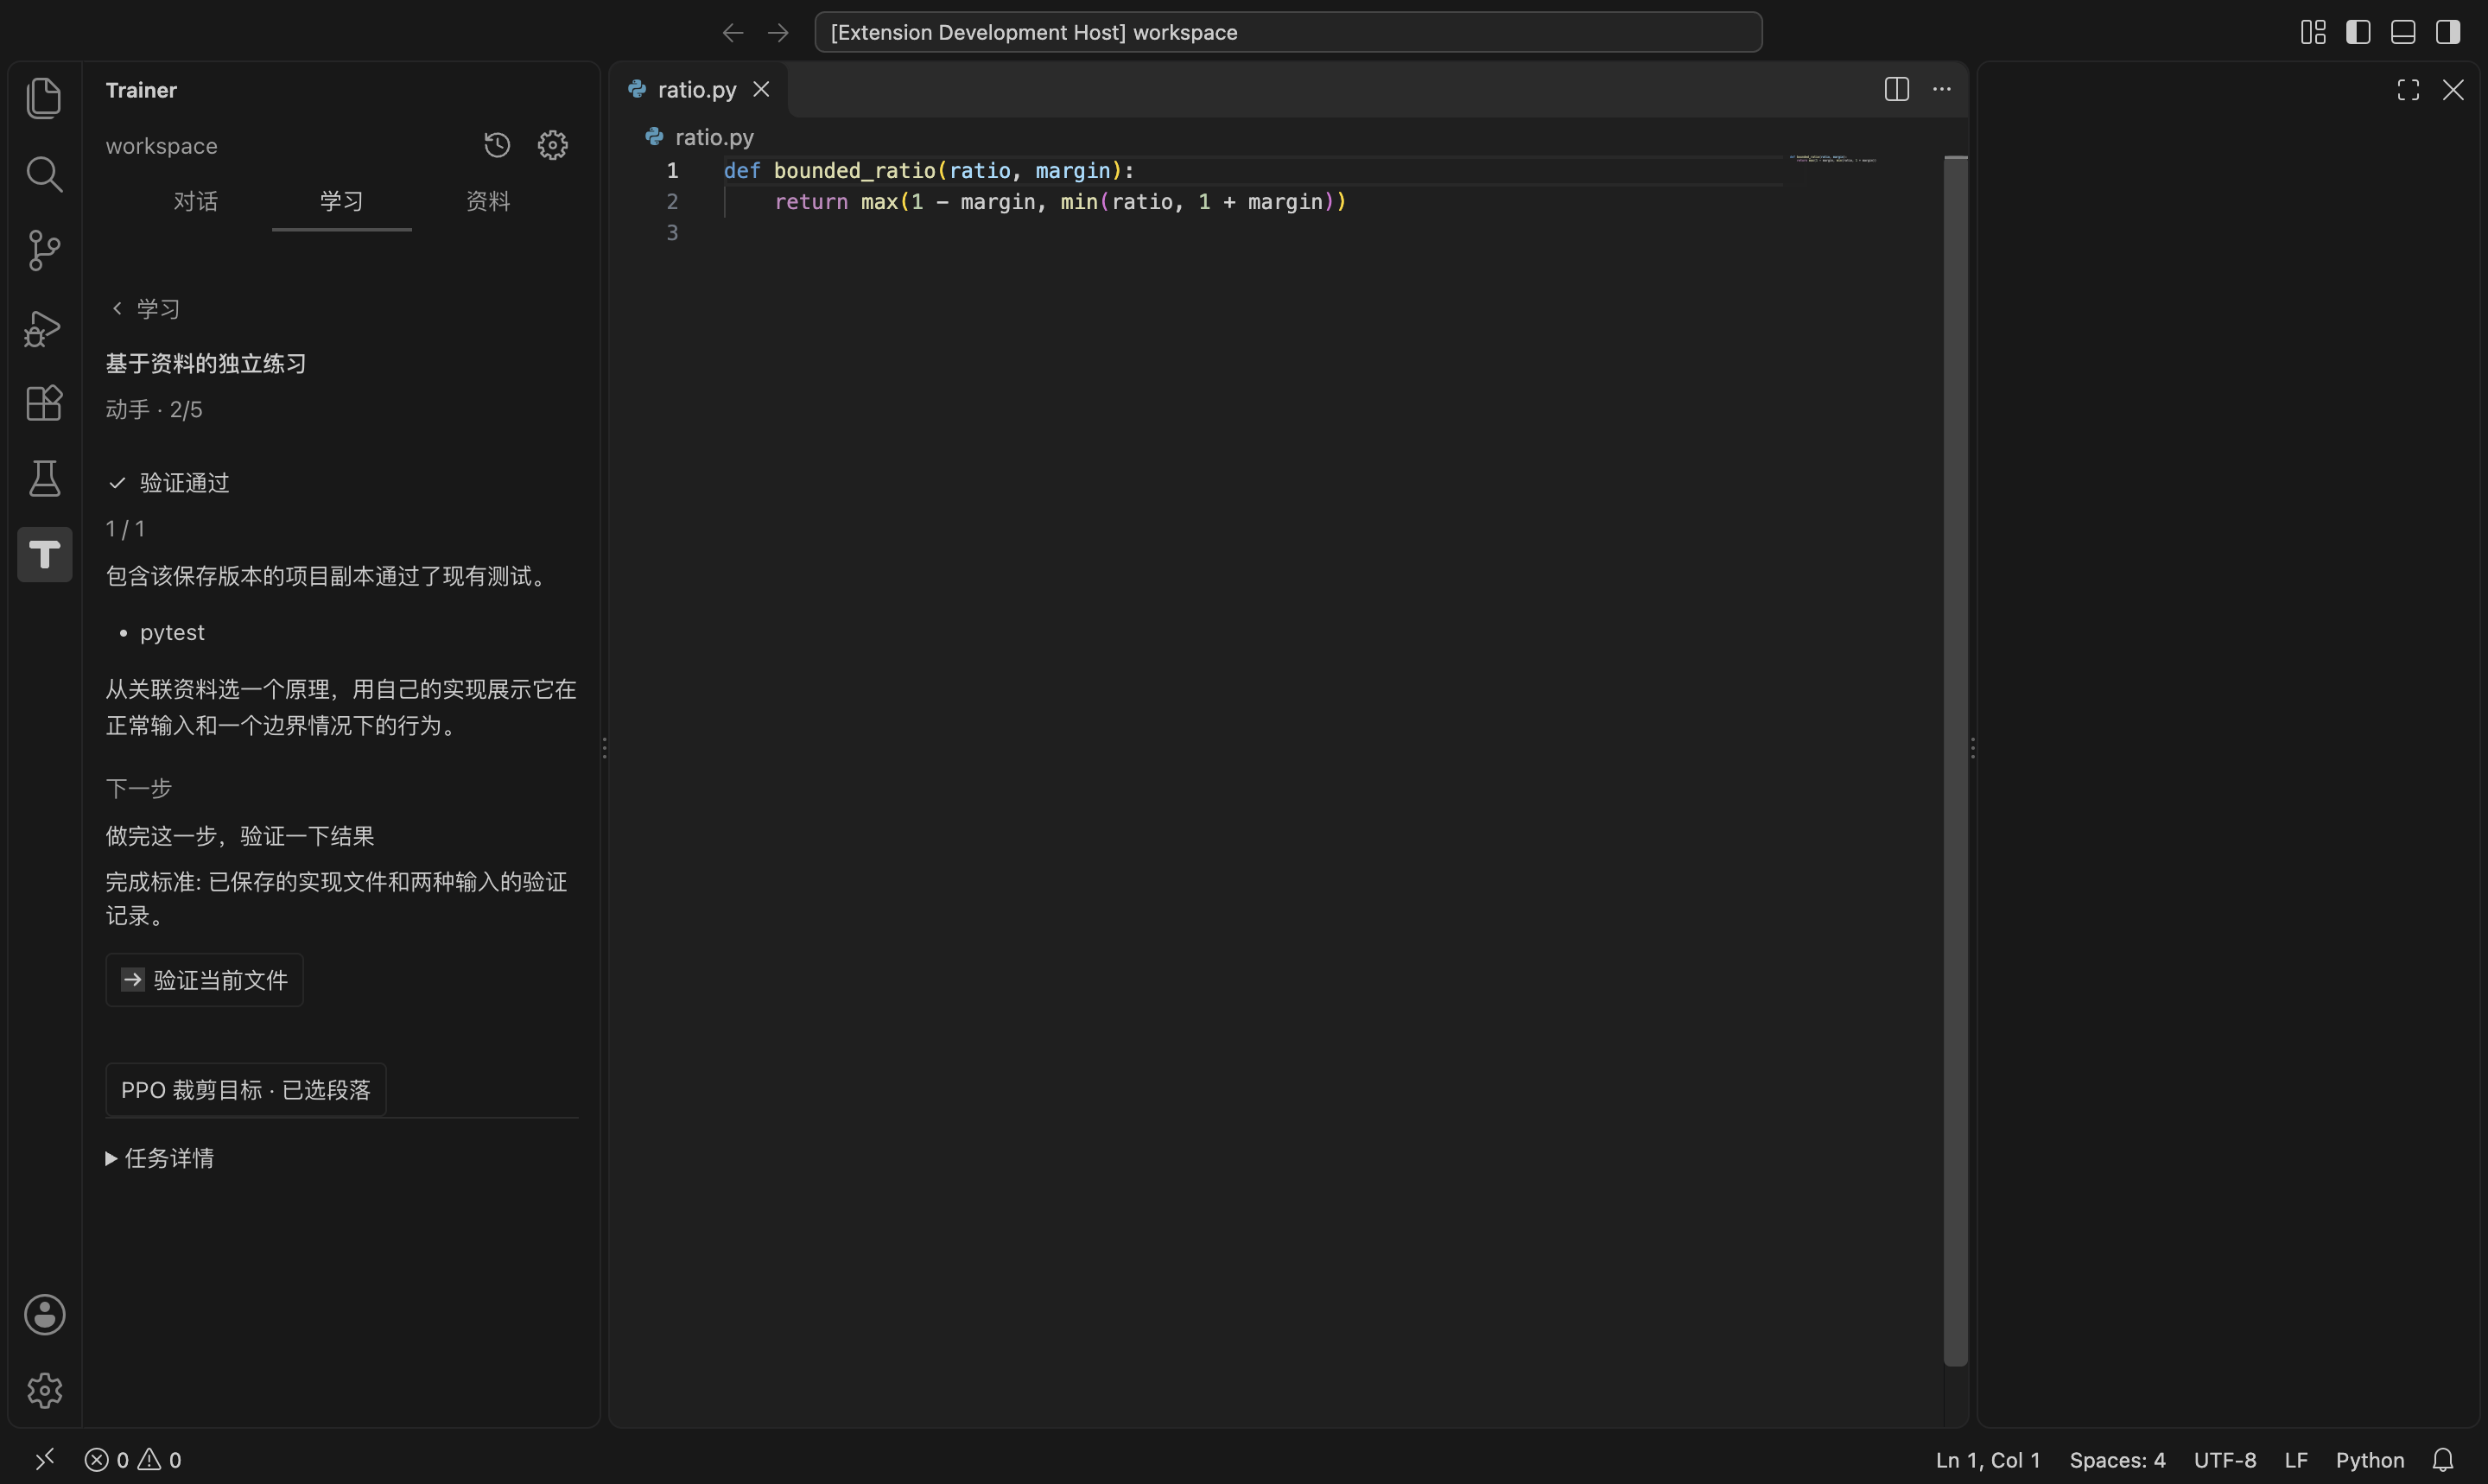 [Extension Development Host] workspace
Trainer
workspace
对话 学习 资料
学习
基于资料的独立练习
动手 · 2/5
验证通过
1 / 1
包含该保存版本的项目副本通过了现有测试。
• pytest
从关联资料选一个原理，用自己的实现展示它在
正常输入和一个边界情况下的行为。
下一步
做完这一步，验证一下结果
完成标准: 已保存的实现文件和两种输入的验证
记录。
验证当前文件
PPO 裁剪目标 · 已选段落
任务详情
ratio.py
ratio.py
1 def bounded_ratio(ratio, margin):
2 return max(1 - margin, min(ratio, 1 + margin))
3
0 0
Ln 1, Col 1 Spaces: 4 UTF-8 LF Python